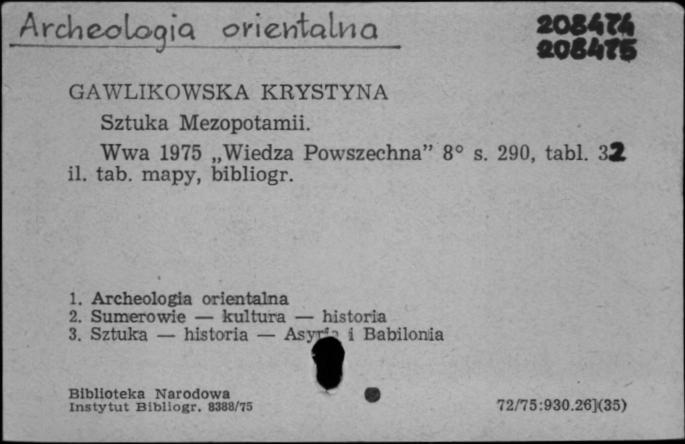 Archeologia orientalna
208474
208475
GAWLIKOWSKA KRYSTYNA
Sztuka Mezopotamii.
Wwa 1975 „Wiedza Powszechna” 8° s. 290, tabl. 32
il. tab. mapy, bibliogr.
1. Archeologia orientalna
2. Sumerowie — kultura — historia
3. Sztuka — historia — Asyria i Babilonia
Biblioteka Narodowa
Instytut Bibliogr. 8388/75
72/75:930.26](35)